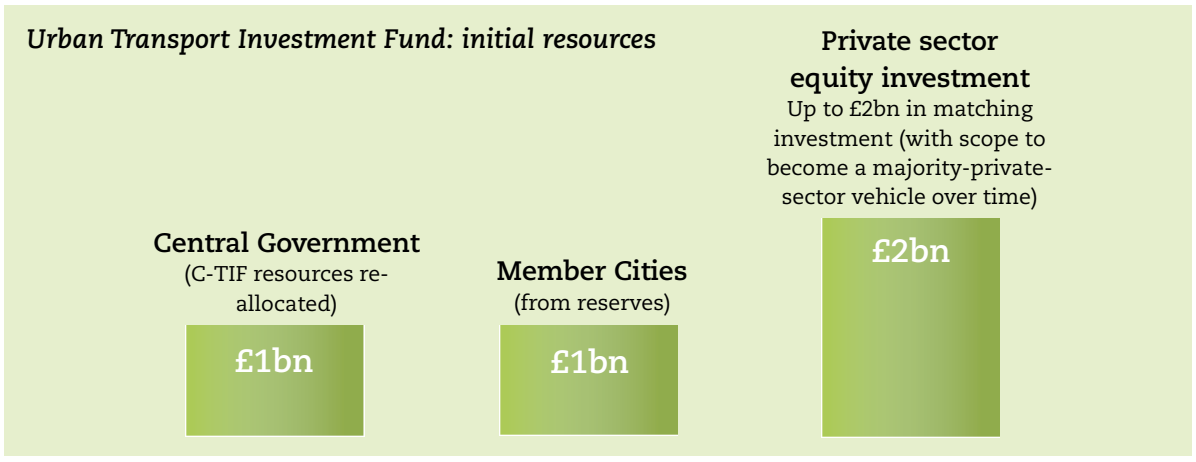 Urban Transport Investment Fund: initial resources
Private sector
equity investment
Up to £2bn in matching
investment (with scope to
become a majority-private-
sector vehicle over time)
£2bn
Central Government
(C-TIF resources re-
allocated)
£1bn
Member Cities
(from reserves)
£1bn